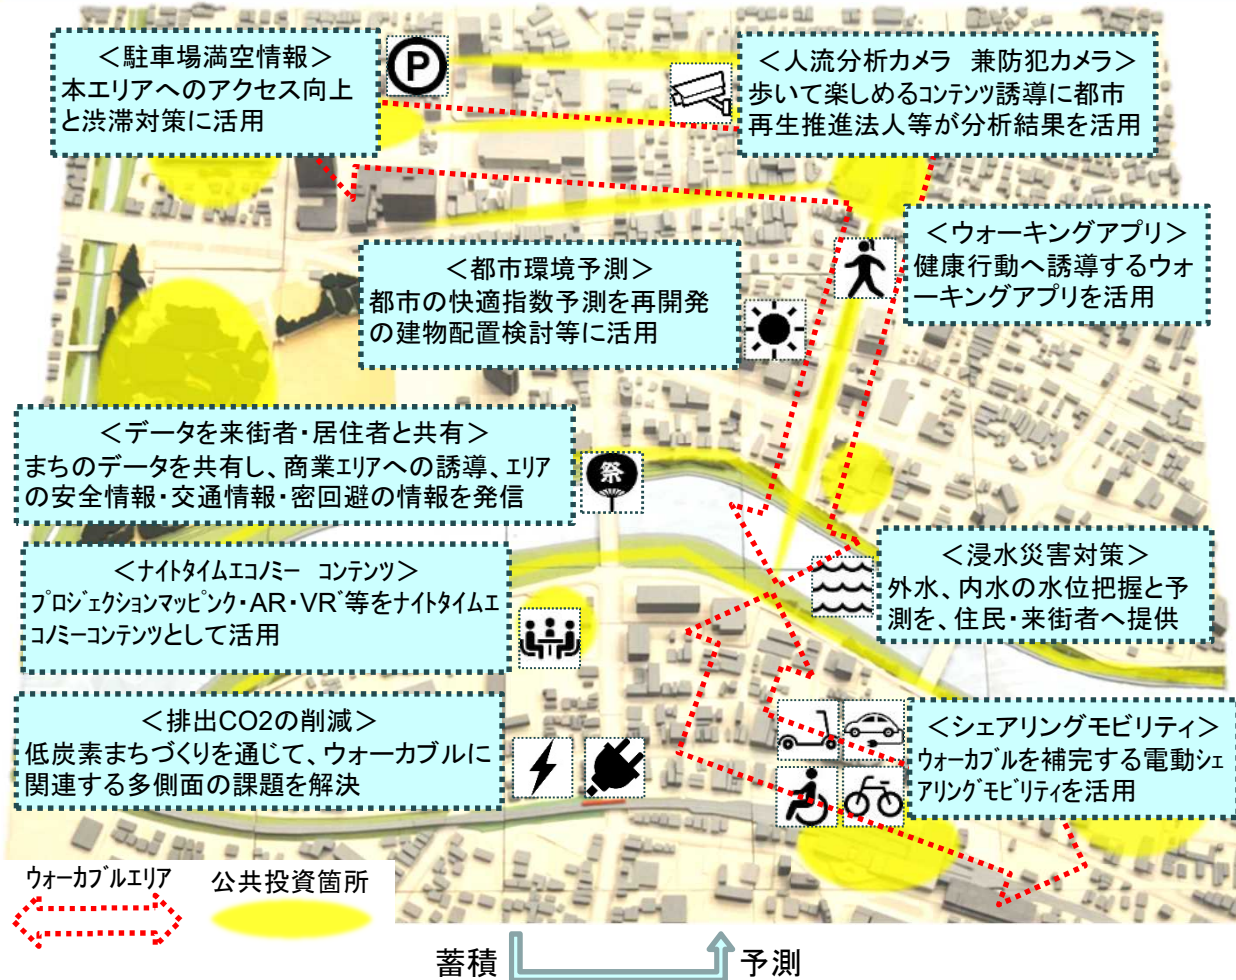 <駐車場満空情報>
本エリアへのアクセス向上
と渋滞対策に活用
P
<人流分析カメラ 兼防犯カメラ>
歩いて楽しめるコンテンツ誘導に都市
再生推進法人等が分析結果を活用
<ウォーキングアプリ>
健康行動へ誘導するウォ
ーキングアプリを活用
<都市環境予測>
都市の快適指数予測を再開発
の建物配置検討等に活用
<データを来街者・居住者と共有>
まちのデータを共有し、商業エリアへの誘導、エリア
の安全情報・交通情報・密回避の情報を発信
祭
<ナイトタイムエコノミー コンテンツ>
プロジェクションマッピンク・AR・VR゙等をナイトタイムエ
コノミーコンテンツとして活用
<浸水災害対策>
外水、内水の水位把握と予
測を、住民・来街者へ提供
<排出CO2の削減>
低炭素まちづくりを通じて、ウォーカブルに
関連する多側面の課題を解決
<シェアリングモビリティ>
ウォーカブルを補完する電動シェ
アリングモビリティを活用
ウォーカブルエリア
公共投資箇所
蓄積
予測